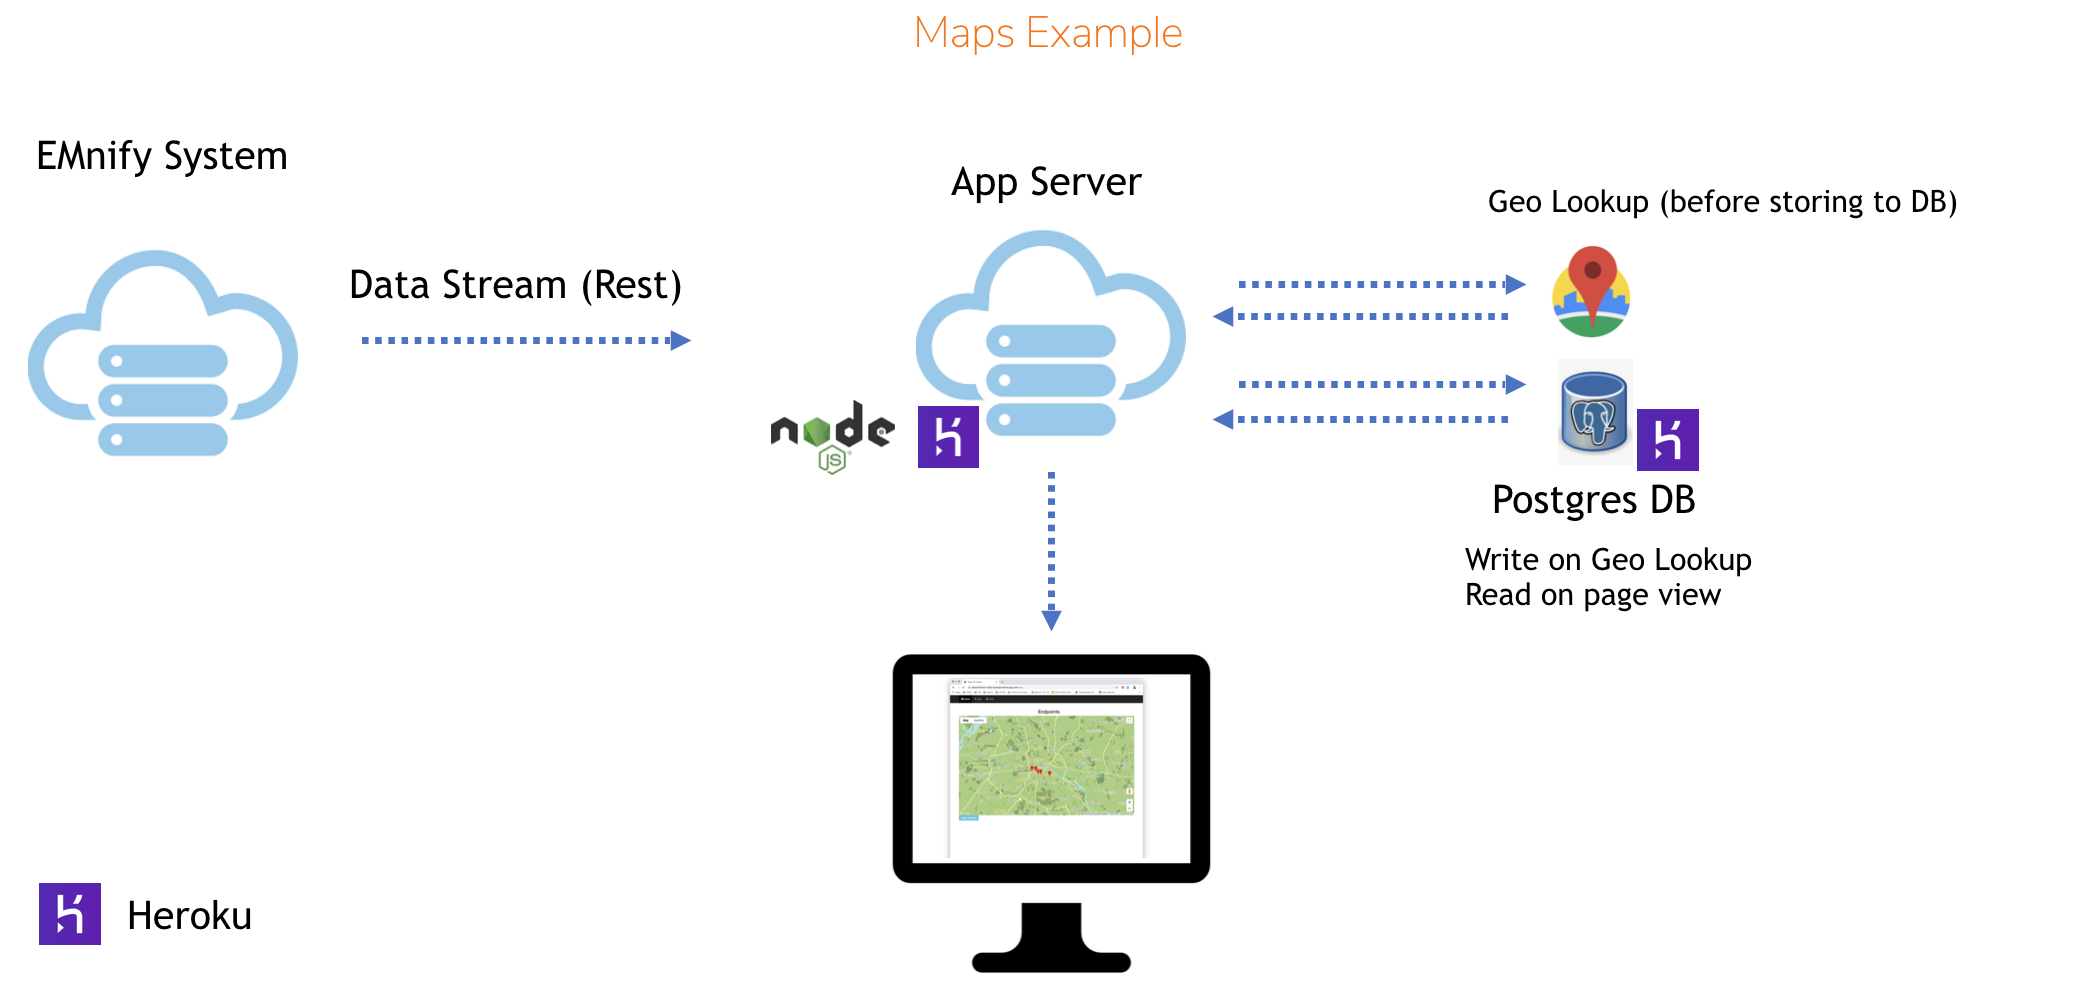 Maps Example
EMnify System
App Server
Geo Lookup (before storing to DB)
Data Stream (Rest)
node
JS
Postgres DB
Write on Geo Lookup
Read on page view
Endpoints
Map
Heroku